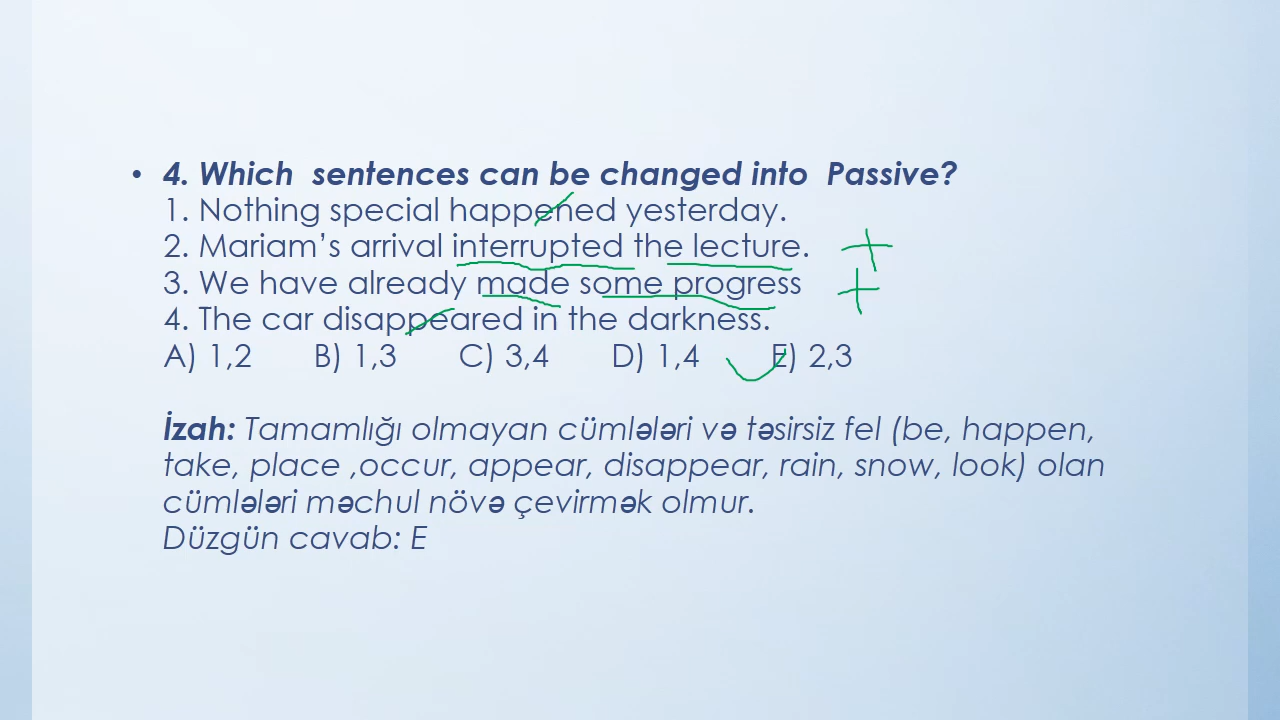 • 4. Which sentences can be changed into Passive?
1. Nothing special happened yesterday.
2. Mariam’s arrival interrupted the lecture. +
3. We have already made some progress +
4. The car disappeared in the darkness.
A) 1,2 B) 1,3 C) 3,4 D) 1,4 E) 2,3
İzah: Tamamlığı olmayan cümlələri və təsirsiz fel (be, happen,
take, place ,occur, appear, disappear, rain, snow, look) olan
cümlələri məchul növə çevirmək olmur.
Düzgün cavab: E